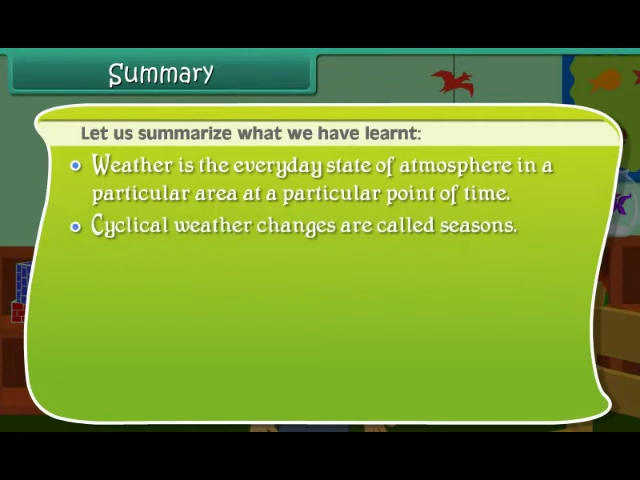 Summary
Let us summarize what we have learnt:
Weather is the everyday state of atmosphere in a
particular area at a particular point of time.
Cyclical weather changes are called seasons.